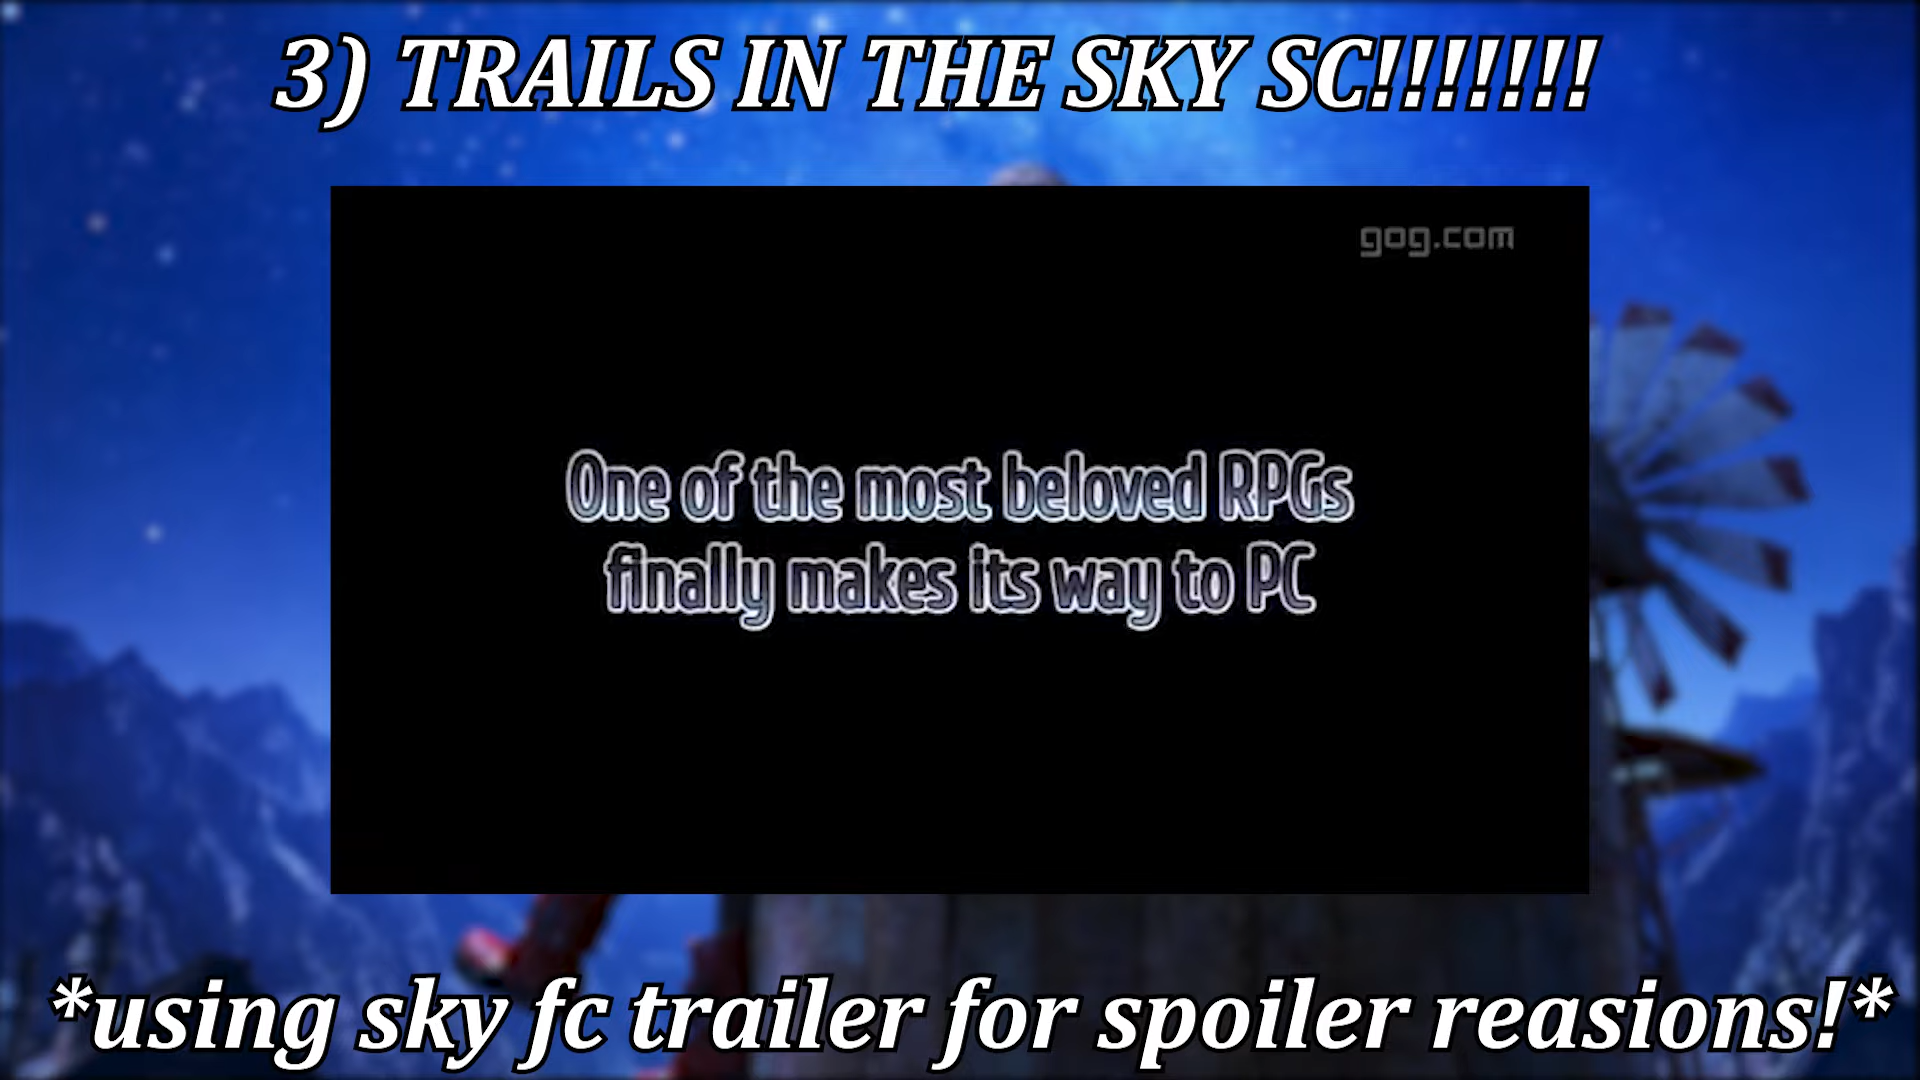 3) TRAILS IN THE SKY SC!!!!!!!
gog.com
One of the most beloved RPGs
finally makes its way to PC
*using sky fc trailer for spoiler reasions!*